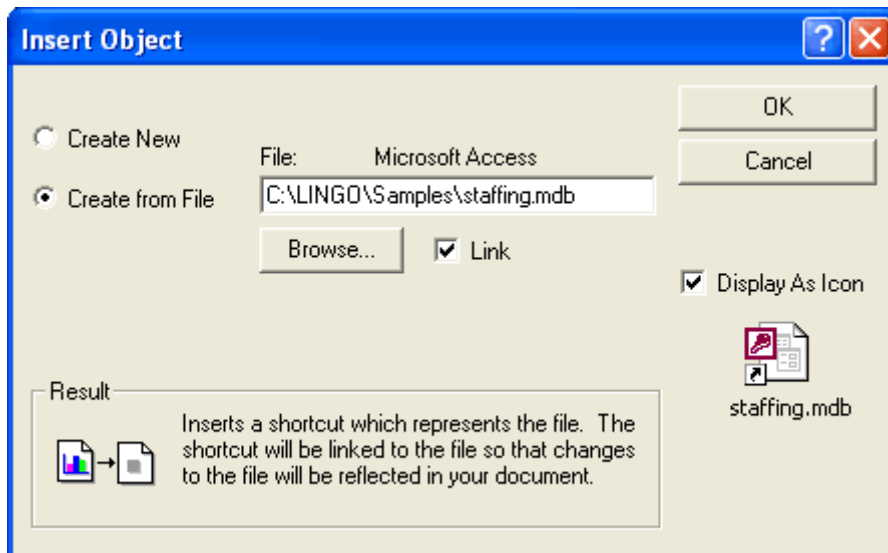 Insert Object
OK
Create New
File: Microsoft Access
Cancel
Create from File
C:\LINGO\Samples\staffing.mdb
Browse...
Link
Display As Icon
staffing.mdb
Result
Inserts a shortcut which represents the file. The
shortcut will be linked to the file so that changes
to the file will be reflected in your document.